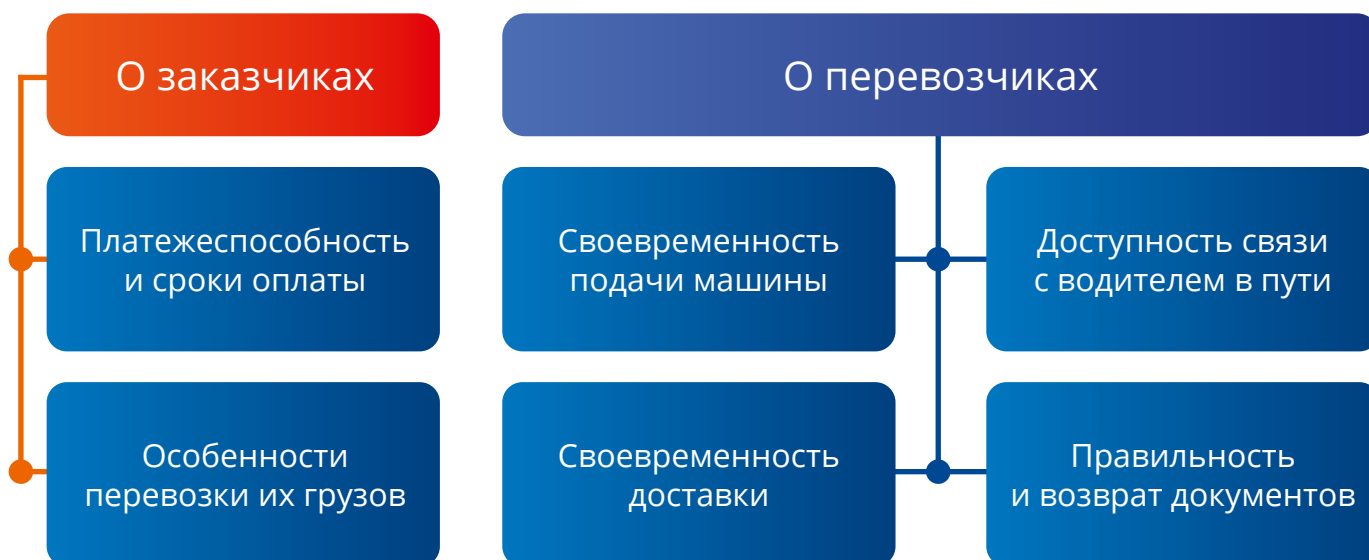 О заказчиках
Платежеспособность
и сроки оплаты
Особенности
перевозки их грузов
О перевозчиках
Своевременность
подачи машины
Доступность связи
с водителем в пути
Своевременность
доставки
Правильность
и возврат документов